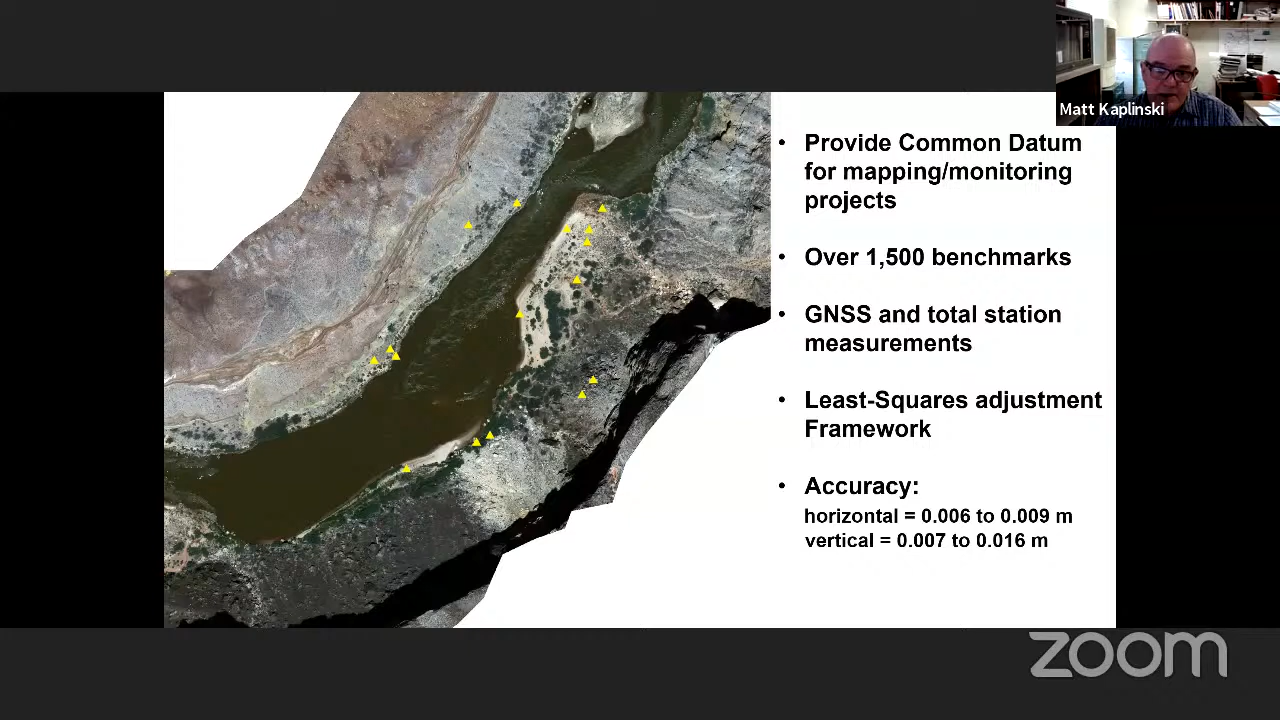 Matt Kaplinski
• Provide Common Datum
for mapping/monitoring
projects
• Over 1,500 benchmarks
• GNSS and total station
measurements
• Least-Squares adjustment
Framework
• Accuracy:
horizontal = 0.006 to 0.009 m
vertical = 0.007 to 0.016 m
zoom